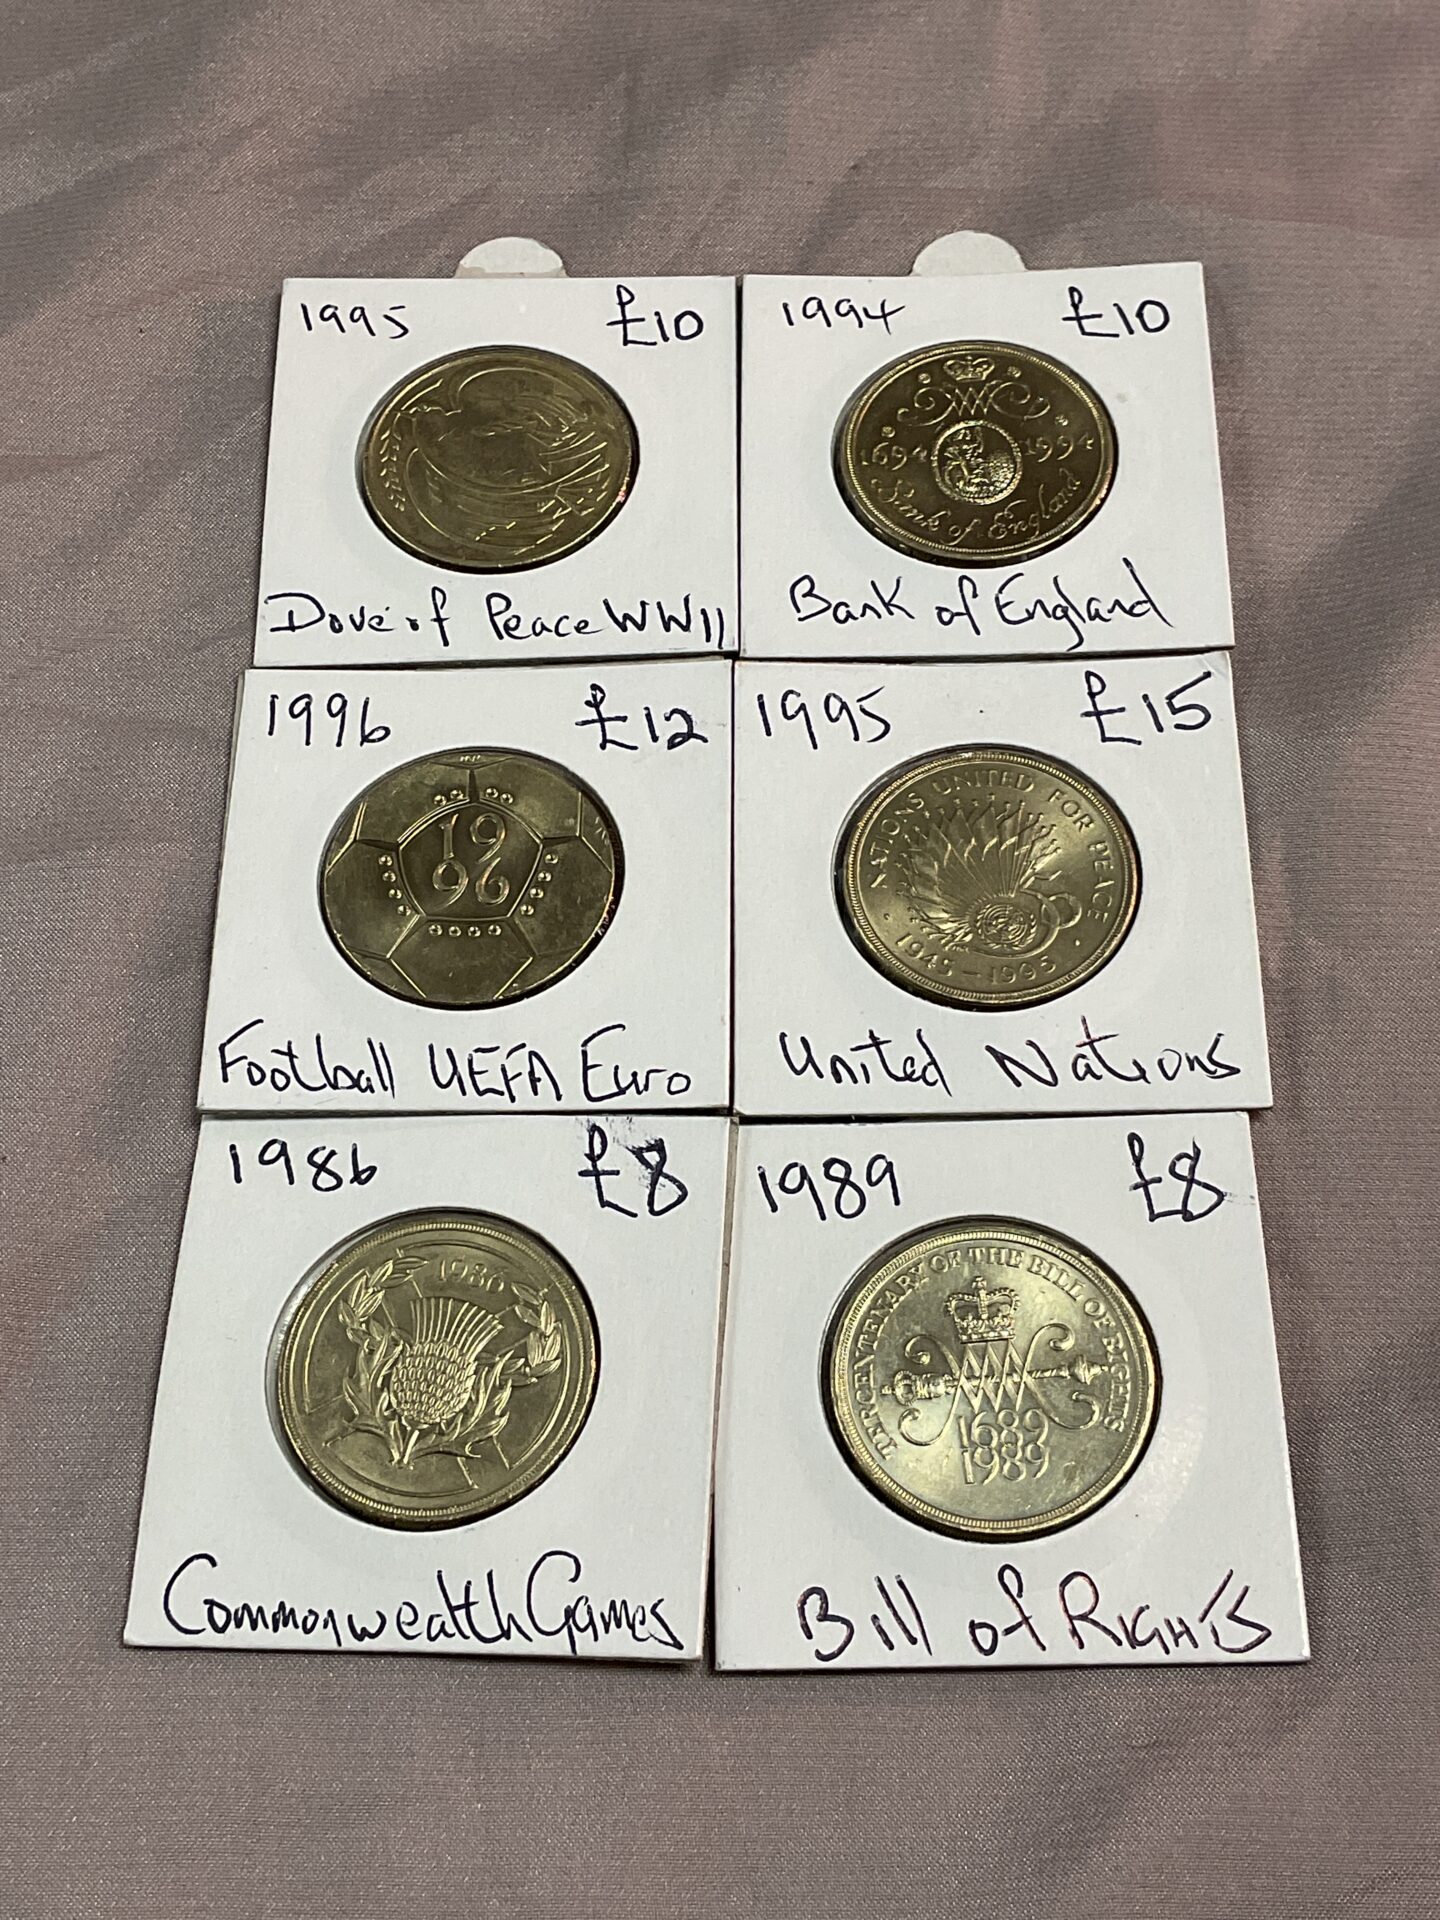 1995 £10
Dove of Peace WWII
1994 £10
1694 1994
Bank of England
Bank of England
1996 £12
19
96
Football UEFA Euro
1995 £15
NATIONS UNITED FOR PEACE
1945-1995
United Nations
1986 £8
1986
Commonwealth Games
1989 £8
TERCENTENARY OF THE BILL OF RIGHTS
1689
1989
Bill of RIGHTS